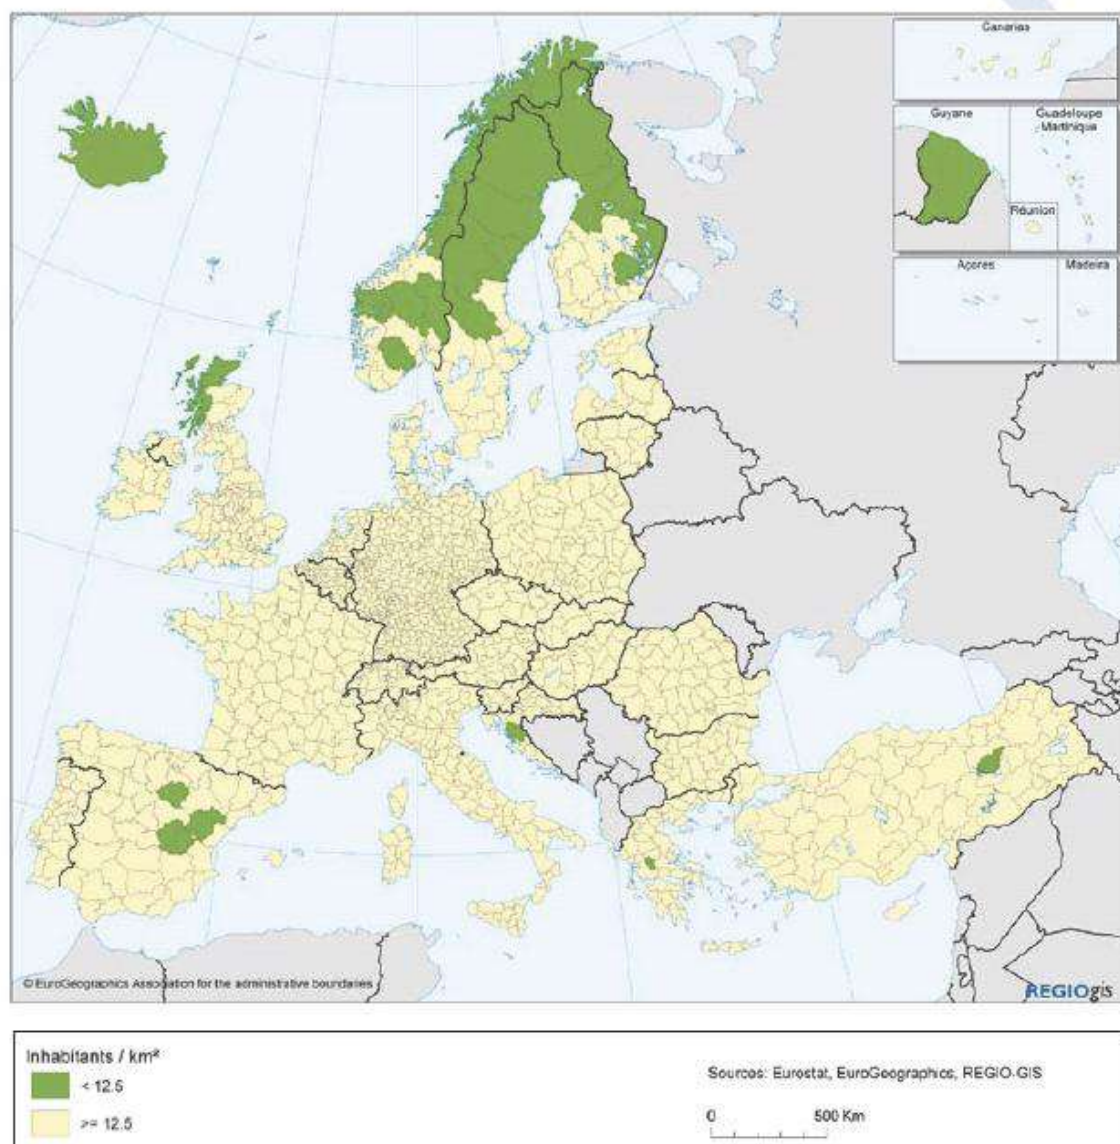 Canarias
Guyane
Guadeloupe
Martinique
Réunion
Açores
Madeira
© EuroGeographics Association for the administrative boundaries
REGIOgis
Inhabitants / km²
< 12.5
>= 12.5
Sources: Eurostat, EuroGeographics, REGIO-GIS
0 500 Km